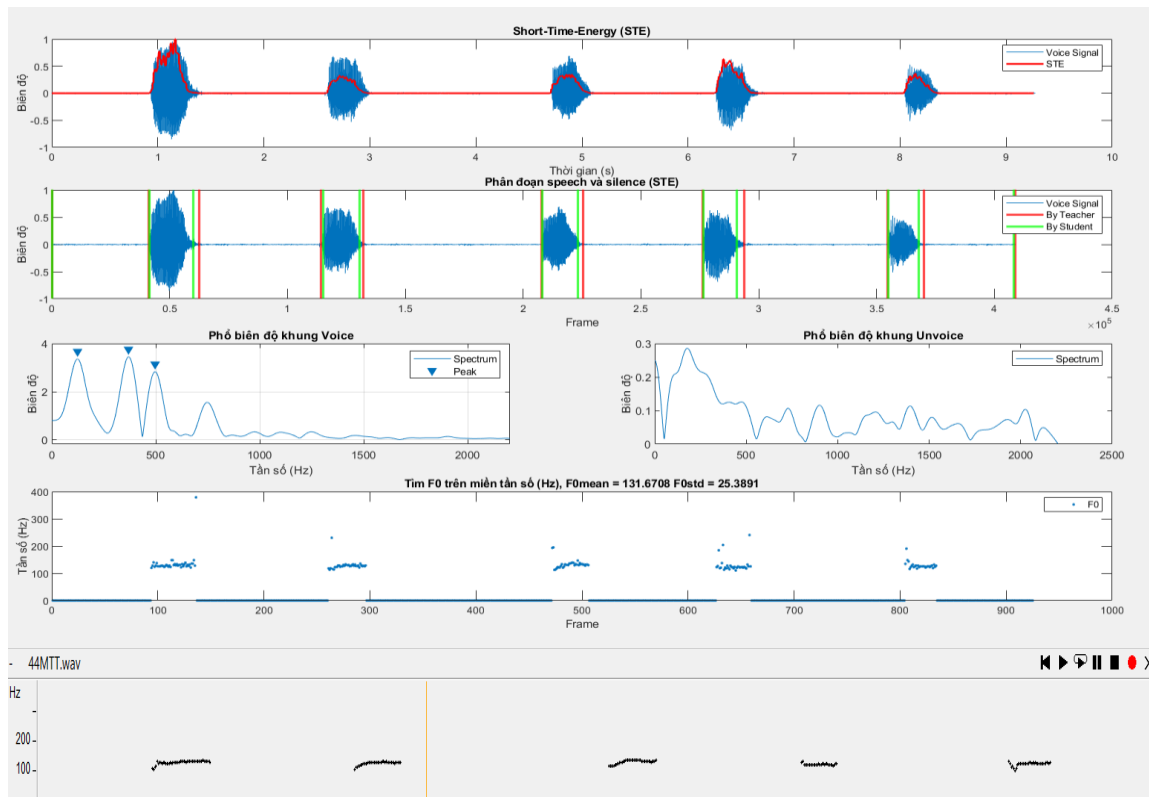 Short-Time-Energy (STE)
Biên độ
1
0.5
0
-0.5
-1
0 1 2 3 4 5 6 7 8 9 10
Thời gian (s)
Voice Signal
STE
Phân đoạn speech và silence (STE)
Biên độ
1
0.5
0
-0.5
-1
0 0.5 1 1.5 2 2.5 3 3.5 4 4.5
×10⁵
Frame
Voice Signal
By Teacher
By Student
Phổ biên độ khung Voice
Biên độ
4
2
0
0 500 1000 1500 2000
Tần số (Hz)
Spectrum
Peak
Phổ biên độ khung Unvoice
Biên độ
0.3
0.2
0.1
0
0 500 1000 1500 2000 2500
Tần số (Hz)
Spectrum
Tìm F0 trên miền tần số (Hz), F0mean = 131.6708 F0std = 25.3891
Tần số (Hz)
400
300
200
100
0
0 100 200 300 400 500 600 700 800 900 1000
Frame
F0
- 44MTT.wav
Hz
200
100